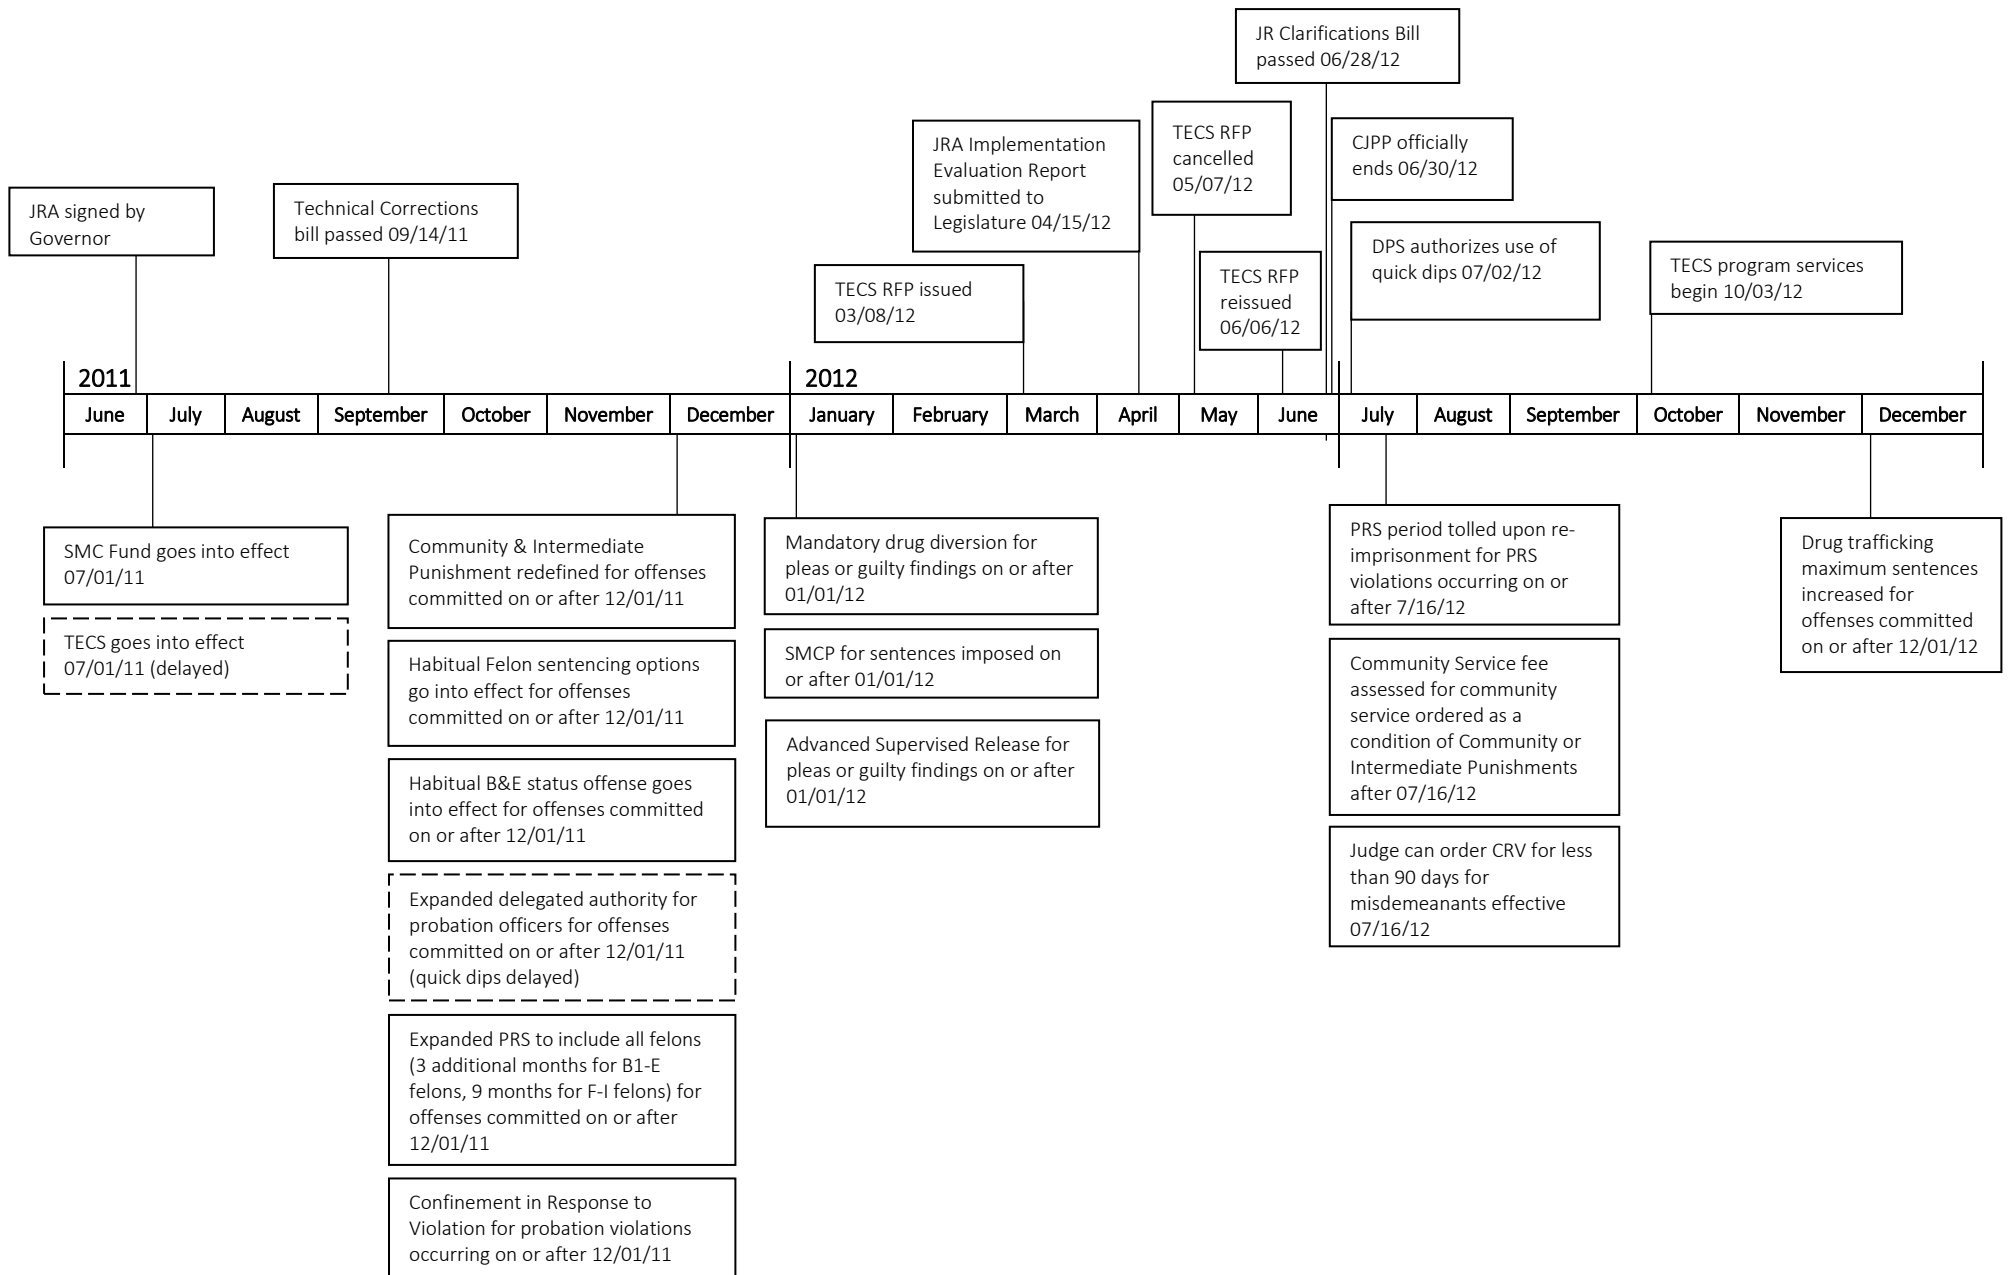 JR Clarifications Bill
passed 06/28/12
JRA Implementation
Evaluation Report
submitted to
Legislature 04/15/12
TECS RFP
cancelled
05/07/12
CJPP officially
ends 06/30/12
JRA signed by
Governor
Technical Corrections
bill passed 09/14/11
TECS RFP issued
03/08/12
TECS RFP
reissued
06/06/12
DPS authorizes use of
quick dips 07/02/12
TECS program services
begin 10/03/12
2011 2012
June July August September October November December January February March April May June July August September October November December
SMC Fund goes into effect
07/01/11
TECS goes into effect
07/01/11 (delayed)
Community & Intermediate
Punishment redefined for offenses
committed on or after 12/01/11
Habitual Felon sentencing options
go into effect for offenses
committed on or after 12/01/11
Habitual B&E status offense goes
into effect for offenses committed
on or after 12/01/11
Expanded delegated authority for
probation officers for offenses
committed on or after 12/01/11
(quick dips delayed)
Expanded PRS to include all felons
(3 additional months for B1-E
felons, 9 months for F-I felons) for
offenses committed on or after
12/01/11
Confinement in Response to
Violation for probation violations
occurring on or after 12/01/11
Mandatory drug diversion for
pleas or guilty findings on or after
01/01/12
SMCP for sentences imposed on
or after 01/01/12
Advanced Supervised Release for
pleas or guilty findings on or after
01/01/12
PRS period tolled upon re-
imprisonment for PRS
violations occurring on or
after 7/16/12
Community Service fee
assessed for community
service ordered as a
condition of Community or
Intermediate Punishments
after 07/16/12
Judge can order CRV for less
than 90 days for
misdemeanants effective
07/16/12
Drug trafficking
maximum sentences
increased for
offenses committed
on or after 12/01/12